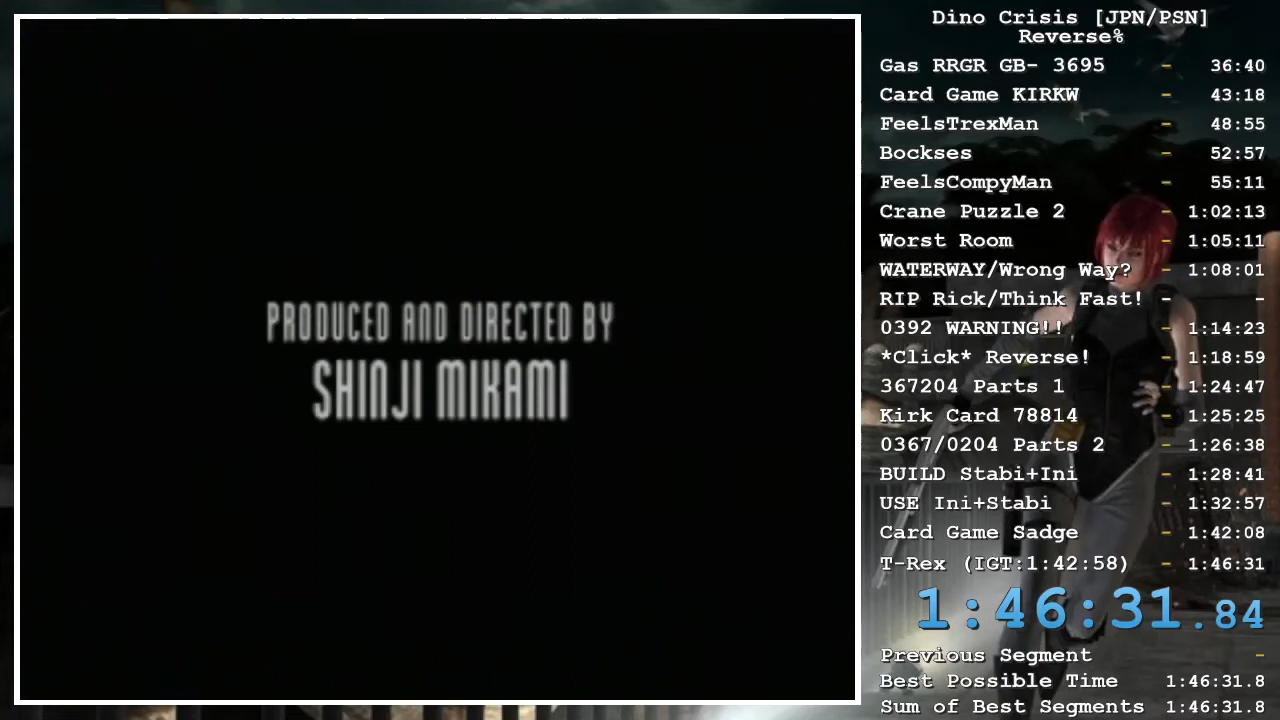 PRODUCED AND DIRECTED BY
SHINJI MIKAMI
Dino Crisis [JPN/PSN]
Reverse%
Gas RRGR GB- 3695 - 36:40
Card Game KIRKW - 43:18
FeelsTrexMan - 48:55
Bockses - 52:57
FeelsCompyMan - 55:11
Crane Puzzle 2 - 1:02:13
Worst Room - 1:05:11
WATERWAY/Wrong Way? - 1:08:01
RIP Rick/Think Fast! - -
0392 WARNING!! - 1:14:23
*Click* Reverse! - 1:18:59
367204 Parts 1 - 1:24:47
Kirk Card 78814 - 1:25:25
0367/0204 Parts 2 - 1:26:38
BUILD Stabi+Ini - 1:28:41
USE Ini+Stabi - 1:32:57
Card Game Sadge - 1:42:08
T-Rex (IGT:1:42:58) - 1:46:31
1:46:31.84
Previous Segment -
Best Possible Time 1:46:31.8
Sum of Best Segments 1:46:31.8